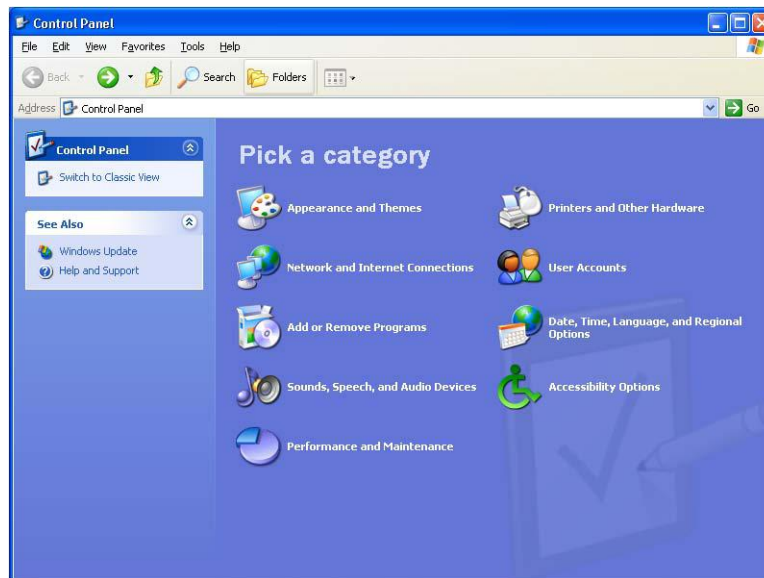 Control Panel
File Edit View Favorites Tools Help
Back Search Folders
Address Control Panel Go
Control Panel
Switch to Classic View
See Also
Windows Update
Help and Support
Pick a category
Appearance and Themes
Printers and Other Hardware
Network and Internet Connections
User Accounts
Add or Remove Programs
Date, Time, Language, and Regional
Options
Sounds, Speech, and Audio Devices
Accessibility Options
Performance and Maintenance